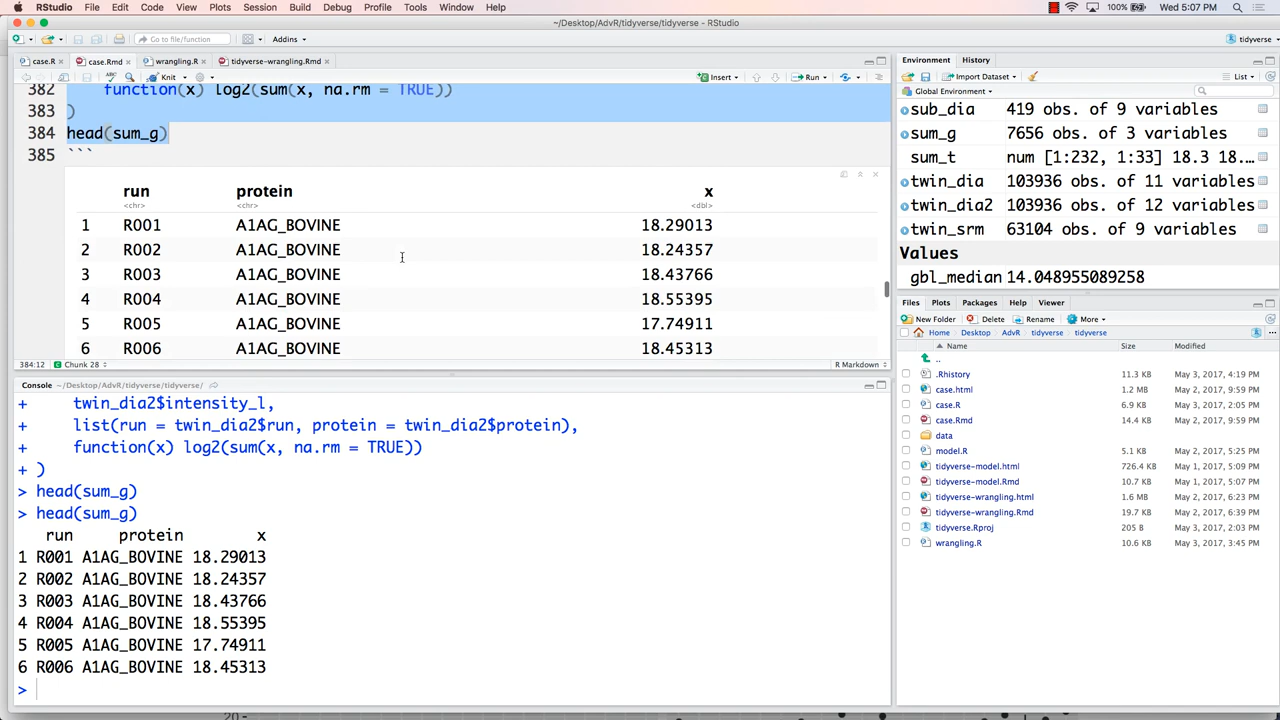 RStudio File Edit Code View Plots Session Build Debug Profile Tools Window Help 100% Wed 5:07 PM
~/Desktop/AdvR/tidyverse/tidyverse - RStudio
Go to file/function Addins tidyverse
case.R case.Rmd wrangling.R tidyverse-wrangling.Rmd
Knit Insert Run
382 function(x) log2(sum(x, na.rm = TRUE))
383 )
384 head(sum_g)
385 ```
run protein x
<chr> <chr> <dbl>
1 R001 A1AG_BOVINE 18.29013
2 R002 A1AG_BOVINE 18.24357
3 R003 A1AG_BOVINE 18.43766
4 R004 A1AG_BOVINE 18.55395
5 R005 A1AG_BOVINE 17.74911
6 R006 A1AG_BOVINE 18.45313
384:12 Chunk 28 R Markdown
Console ~/Desktop/AdvR/tidyverse/tidyverse/
+ twin_dia2$intensity_l,
+ list(run = twin_dia2$run, protein = twin_dia2$protein),
+ function(x) log2(sum(x, na.rm = TRUE))
+ )
> head(sum_g)
> head(sum_g)
run protein x
1 R001 A1AG_BOVINE 18.29013
2 R002 A1AG_BOVINE 18.24357
3 R003 A1AG_BOVINE 18.43766
4 R004 A1AG_BOVINE 18.55395
5 R005 A1AG_BOVINE 17.74911
6 R006 A1AG_BOVINE 18.45313
>
20
Environment History
Import Dataset List
Global Environment
sub_dia 419 obs. of 9 variables
sum_g 7656 obs. of 3 variables
sum_t num [1:232, 1:33] 18.3 18.…
twin_dia 103936 obs. of 11 variables
twin_dia2 103936 obs. of 12 variables
twin_srm 63104 obs. of 9 variables
Values
gbl_median 14.048955089258
Files Plots Packages Help Viewer
New Folder Delete Rename More
Home Desktop AdvR tidyverse tidyverse
Name Size Modified
..
.Rhistory 11.3 KB May 3, 2017, 4:19 PM
case.html 1.2 MB May 2, 2017, 9:59 PM
case.R 6.9 KB May 3, 2017, 2:05 PM
case.Rmd 14.4 KB May 2, 2017, 9:59 PM
data
model.R 5.1 KB May 2, 2017, 5:25 PM
tidyverse-model.html 726.4 KB May 1, 2017, 5:09 PM
tidyverse-model.Rmd 10.7 KB May 1, 2017, 5:07 PM
tidyverse-wrangling.html 1.6 MB May 2, 2017, 6:23 PM
tidyverse-wrangling.Rmd 19.7 KB May 2, 2017, 6:39 PM
tidyverse.Rproj 205 B May 3, 2017, 2:03 PM
wrangling.R 10.6 KB May 3, 2017, 3:45 PM